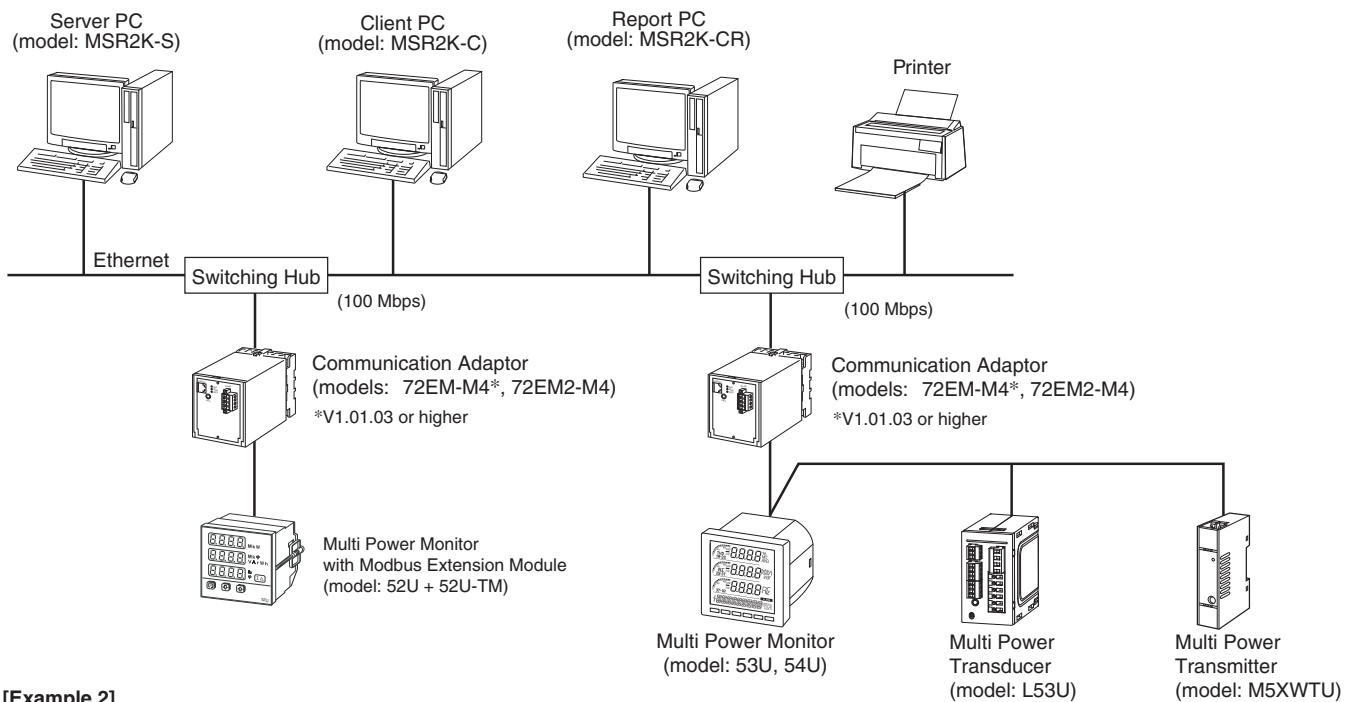 Server PC
(model: MSR2K-S)
Client PC
(model: MSR2K-C)
Report PC
(model: MSR2K-CR)
Printer
Ethernet
Switching Hub
(100 Mbps)
Switching Hub
(100 Mbps)
Communication Adaptor
(models: 72EM-M4*, 72EM2-M4)
*V1.01.03 or higher
Communication Adaptor
(models: 72EM-M4*, 72EM2-M4)
*V1.01.03 or higher
Multi Power Monitor
with Modbus Extension Module
(model: 52U + 52U-TM)
Multi Power Monitor
(model: 53U, 54U)
Multi Power
Transducer
(model: L53U)
Multi Power
Transmitter
(model: M5XWTU)
[Example 2]